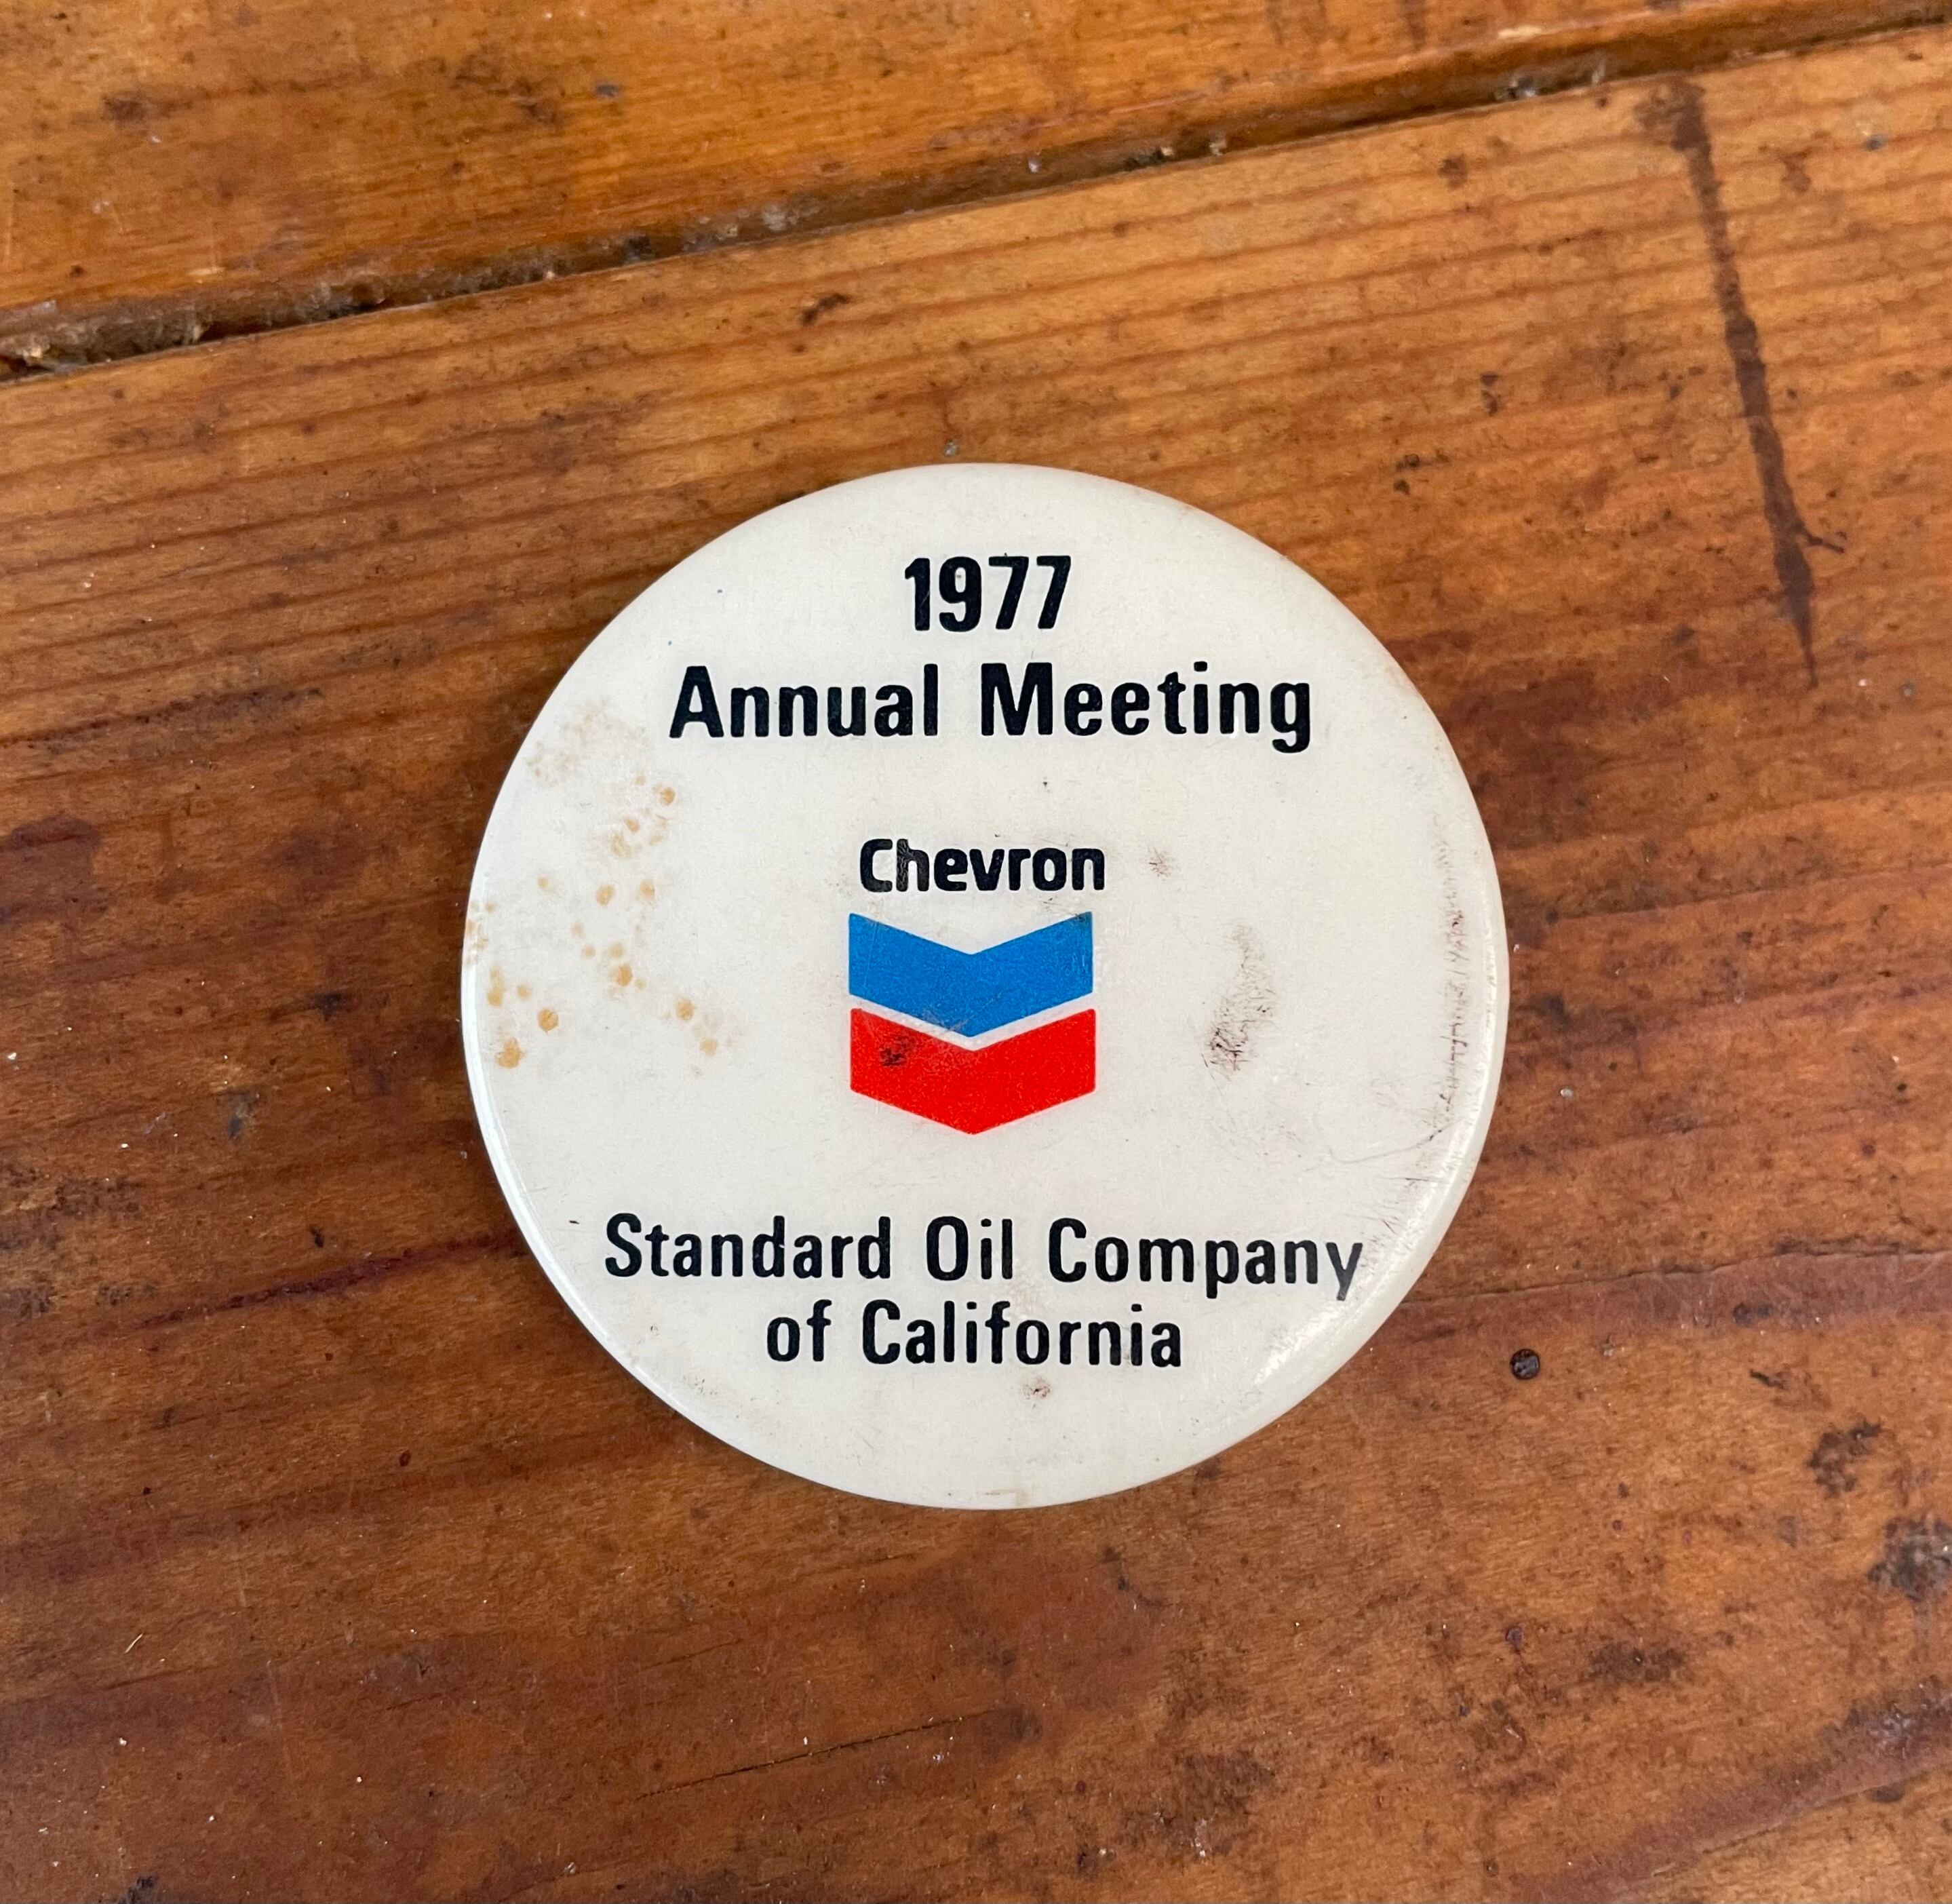 1977
Annual Meeting
Chevron
Standard Oil Company
of California